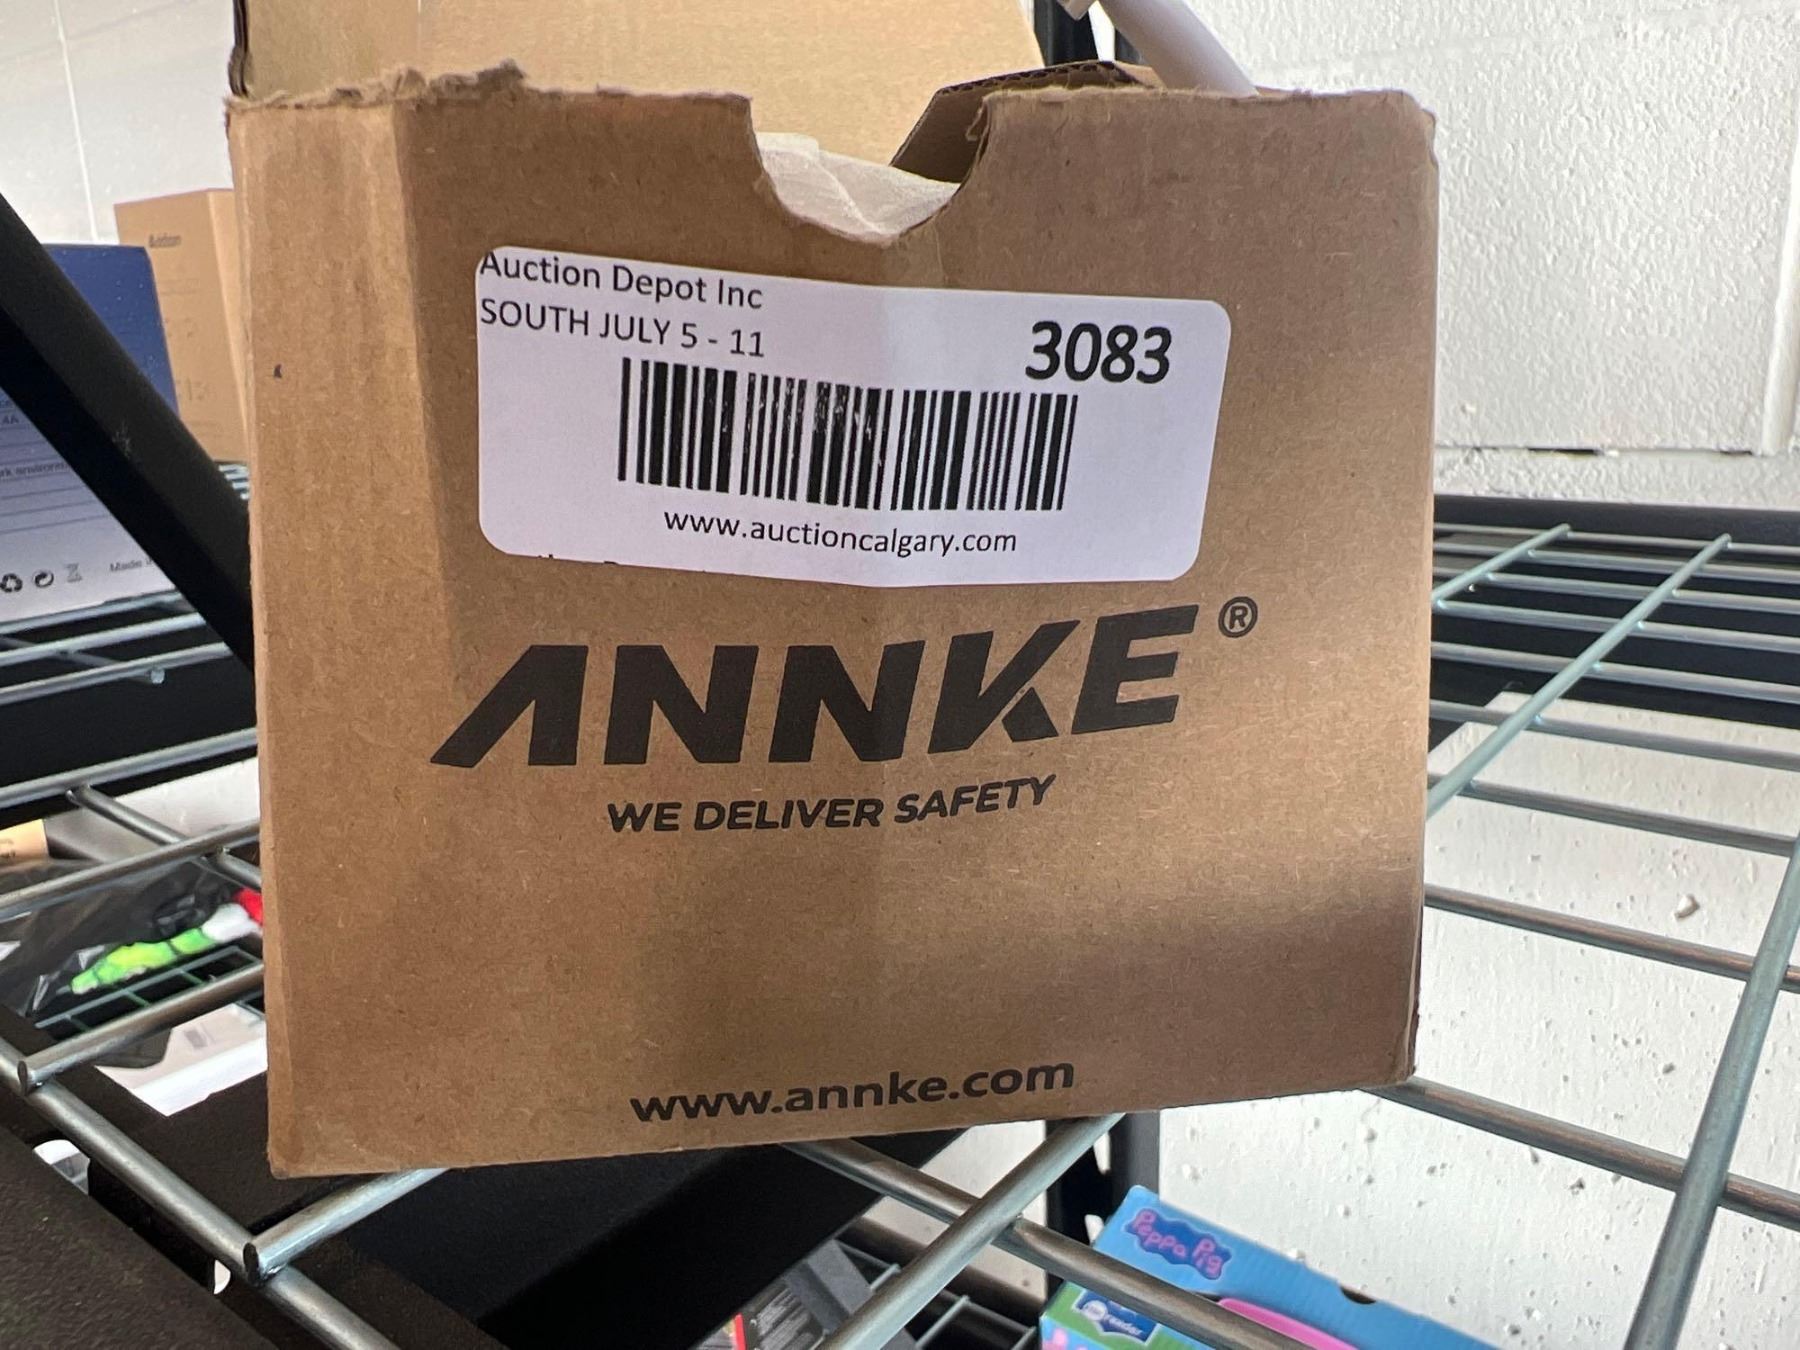 Auction Depot Inc
SOUTH JULY 5 - 11
3083
www.auctioncalgary.com
ANNKE®
WE DELIVER SAFETY
www.annke.com
Peppa Pig
reader